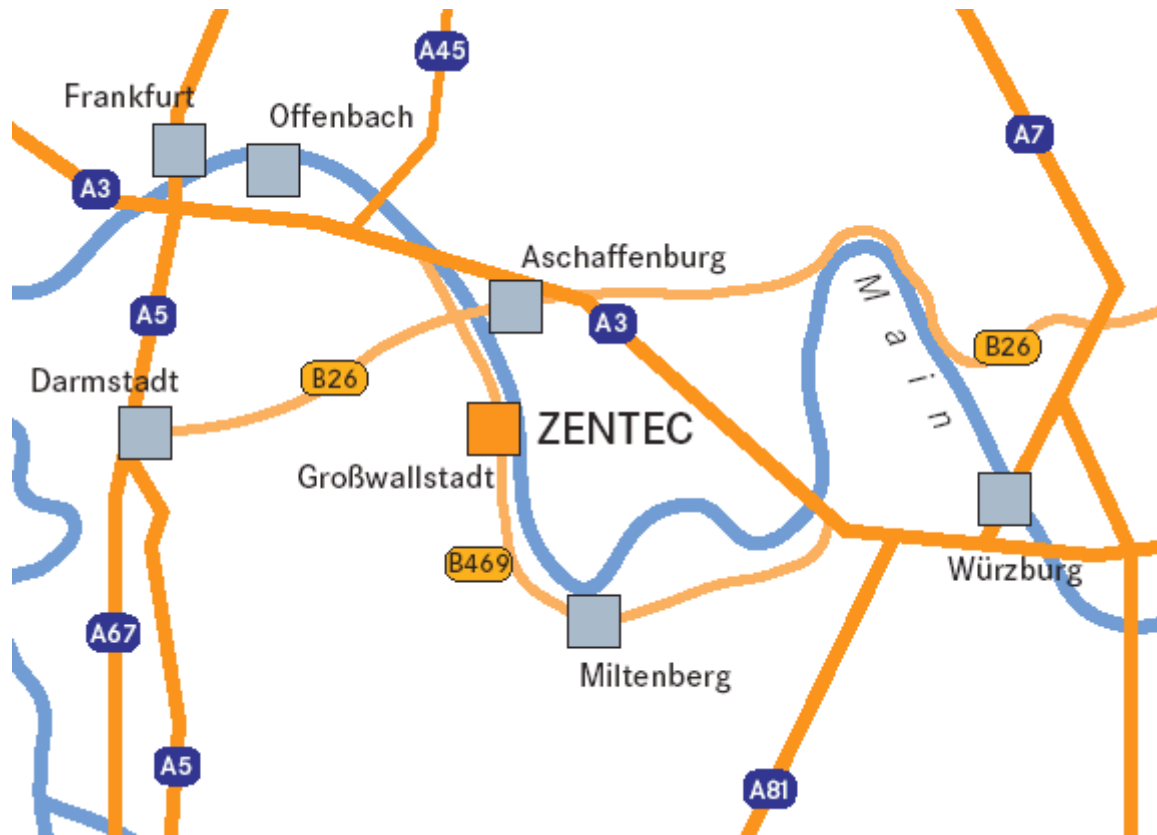 A45
Frankfurt
Offenbach
A7
A3
Aschaffenburg
Main
A5
A3
B26
B26
Darmstadt
ZENTEC
Großwallstadt
B469
Würzburg
A67
Miltenberg
A5
A81